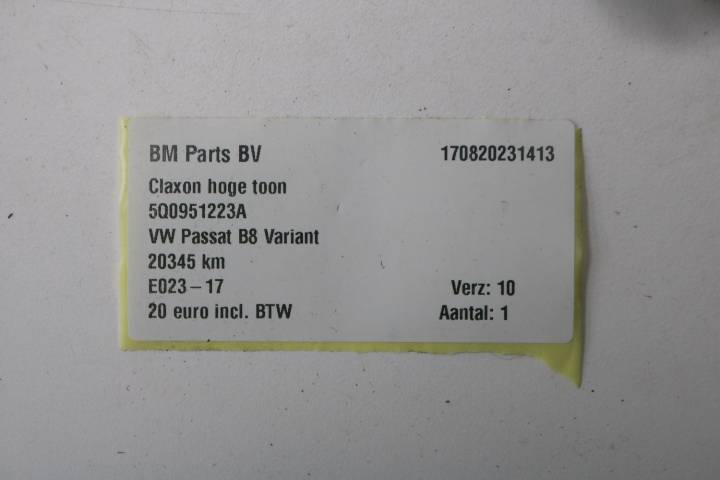 BM Parts BV 170820231413
Claxon hoge toon
5Q0951223A
VW Passat B8 Variant
20345 km
E023-17 Verz: 10
20 euro incl. BTW Aantal: 1